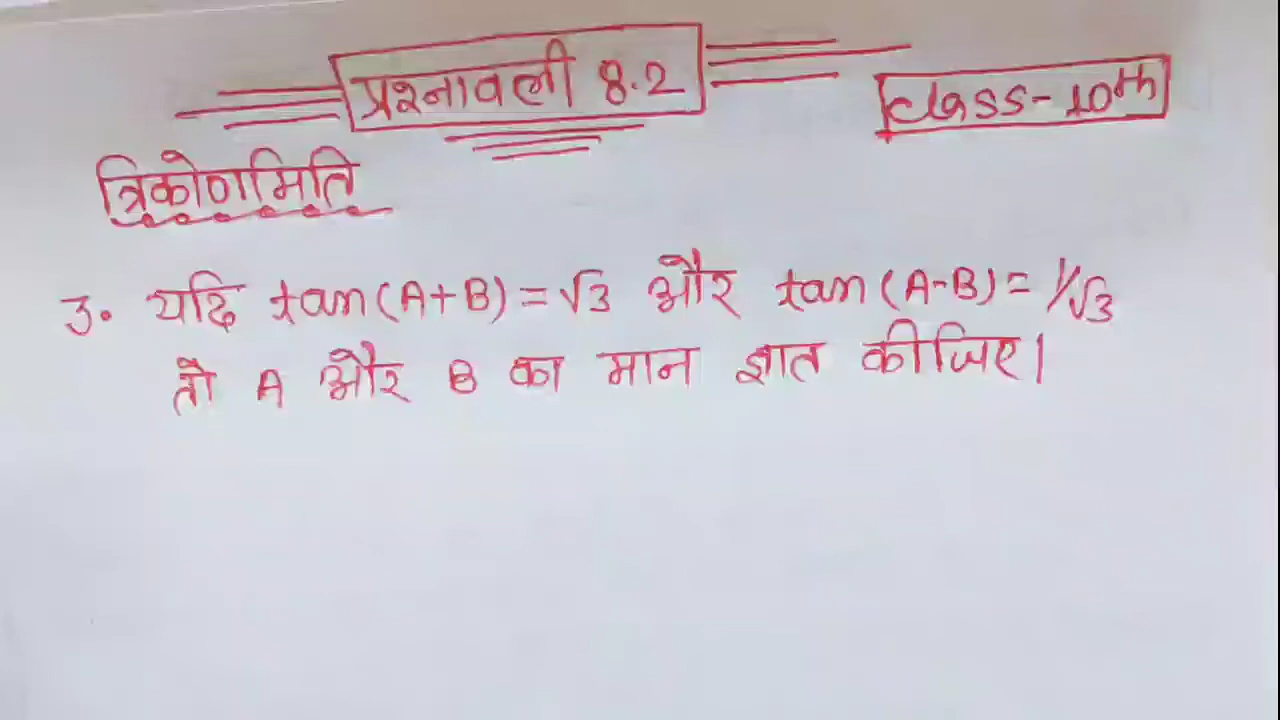 प्रश्नावली 8.2
class-10th
त्रिकोणमिति
3. यदि tan(A+B)=√3 और tan(A-B)=1/√3
तो A और B का मान ज्ञात कीजिए।